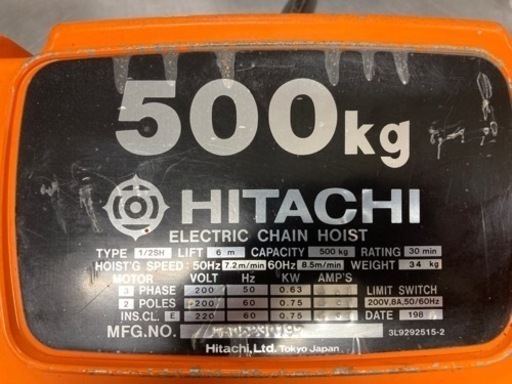 500kg
HITACHI
ELECTRIC CHAIN HOIST
TYPE 1/2SH LIFT 6 m CAPACITY 500 kg RATING 30 min
HOIST'G SPEED: 50Hz 7.2 m/min 60Hz 8.5 m/min WEIGHT 34 kg
MOTOR VOLT Hz KW AMP'S
3 PHASE 200 50 0.63 LIMIT SWITCH
2 POLES 200 60 0.75 200V,8A,50/60Hz
INS.CL. E 220 60 0.75 DATE 198
MFG.NO. 3L9292515-2
Hitachi, Ltd. Tokyo Japan